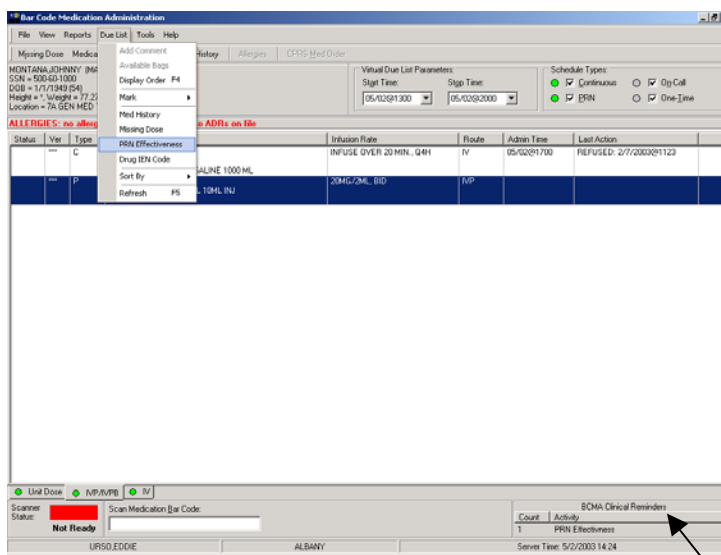 Bar Code Medication Administration
File View Reports Due List Tools Help
Missing Dose Medica History Allergies CPRS Med Order
Add Comment
Available Bags
Display Order F4
Mark
Med History
Missing Dose
PRN Effectiveness
Drug IEN Code
Sort By
Refresh F5
MONTANA,JOHNNY (MA
SSN = 500-60-1000
DOB = 1/1/1949 (54)
Height = *, Weight = 77.27
Location = 7A GEN MED
Virtual Due List Parameters:
Start Time: Stop Time:
05/02@1300 05/02@2000
Schedule Types:
Continuous On-Call
PRN One-Time
ALLERGIES: no allerg o ADRs on file
Status Ver Type Infusion Rate Route Admin Time Last Action
*** C INFUSE OVER 20 MIN., Q4H IV 05/02@1700 REFUSED: 2/7/2003@1123
ALINE 1000 ML
*** P 20MG/2ML, BID IVP
L 10ML INJ
Unit Dose IVP/IVPB IV
Scanner Status: Not Ready
Scan Medication Bar Code:
BCMA Clinical Reminders
Count Activity
1 PRN Effectiveness
URSO,EDDIE ALBANY Server Time: 5/2/2003 14:24